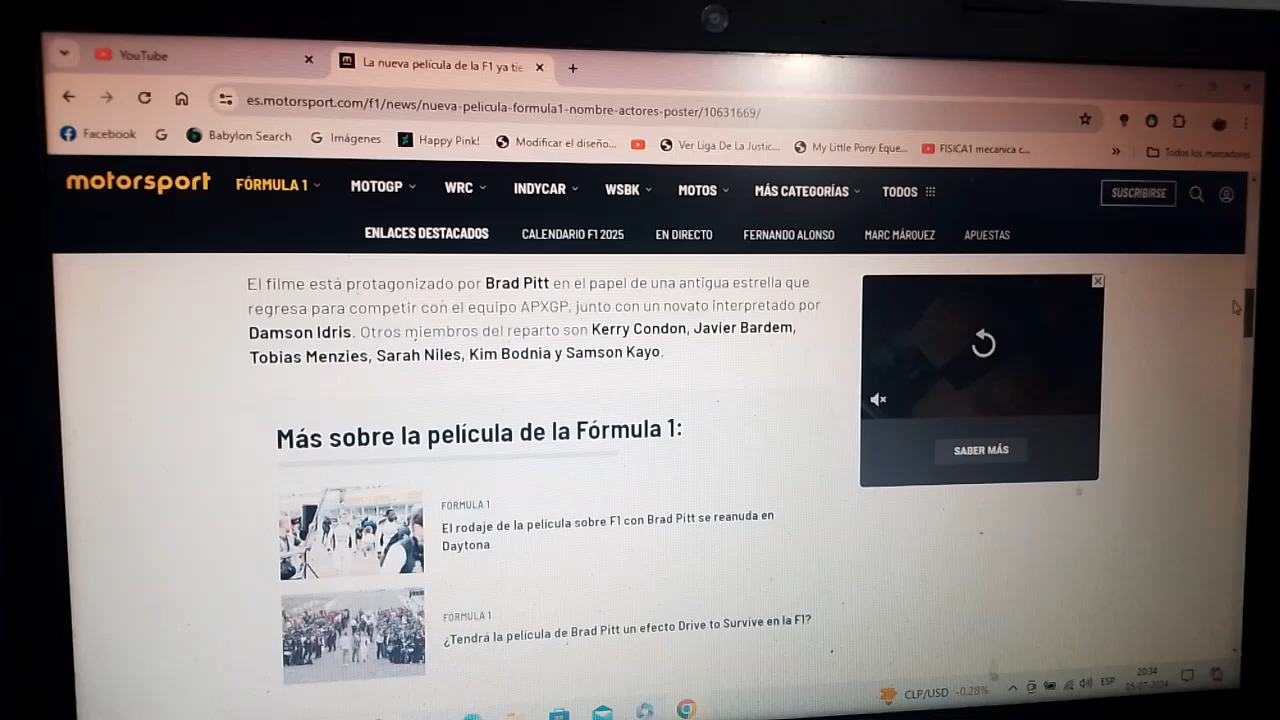 YouTube
La nueva película de la F1 ya tie
es.motorsport.com/f1/news/nueva-pelicula-formula1-nombre-actores-poster/10631669/
Facebook
Babylon Search
Imágenes
Happy Pink!
Modificar el diseño...
Ver Liga De La Justic...
My Little Pony Eque...
FISICA1 mecanica c...
»
Todos los marcadores
motorsport
FÓRMULA 1
MOTOGP
WRC
INDYCAR
WSBK
MOTOS
MÁS CATEGORÍAS
TODOS
SUSCRIBIRSE
ENLACES DESTACADOS
CALENDARIO F1 2025
EN DIRECTO
FERNANDO ALONSO
MARC MÁRQUEZ
APUESTAS
El filme está protagonizado por Brad Pitt en el papel de una antigua estrella que
regresa para competir con el equipo APXGP, junto con un novato interpretado por
Damson Idris. Otros miembros del reparto son Kerry Condon, Javier Bardem,
Tobias Menzies, Sarah Niles, Kim Bodnia y Samson Kayo.
SABER MÁS
Más sobre la película de la Fórmula 1:
FÓRMULA 1
El rodaje de la película sobre F1 con Brad Pitt se reanuda en
Daytona
FÓRMULA 1
¿Tendrá la película de Brad Pitt un efecto Drive to Survive en la F1?
CLP/USD -0,28%
ESP
20:34
05-07-2024